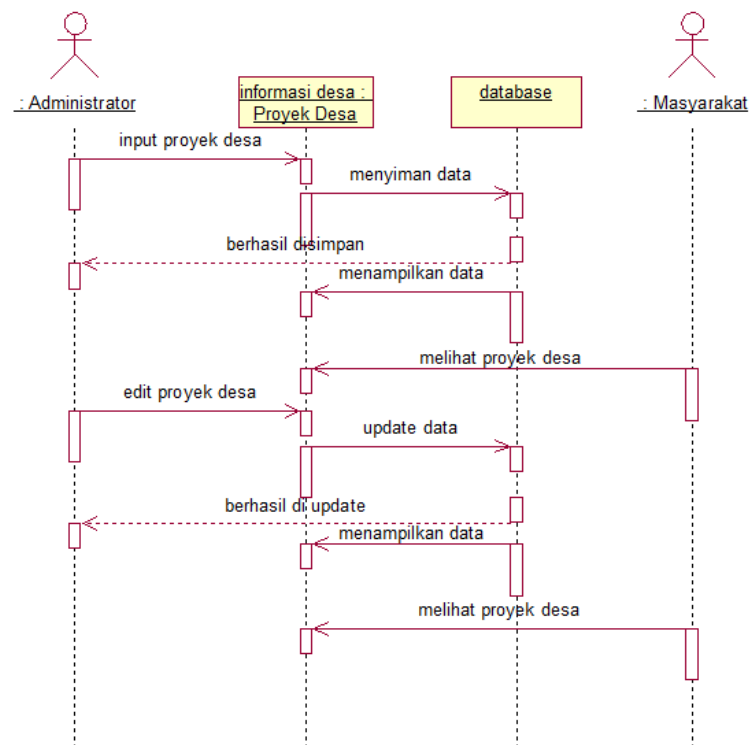 : Administrator
informasi desa :
Proyek Desa
database
: Masyarakat
input proyek desa
menyiman data
berhasil disimpan
menampilkan data
melihat proyek desa
edit proyek desa
update data
berhasil di update
menampilkan data
melihat proyek desa